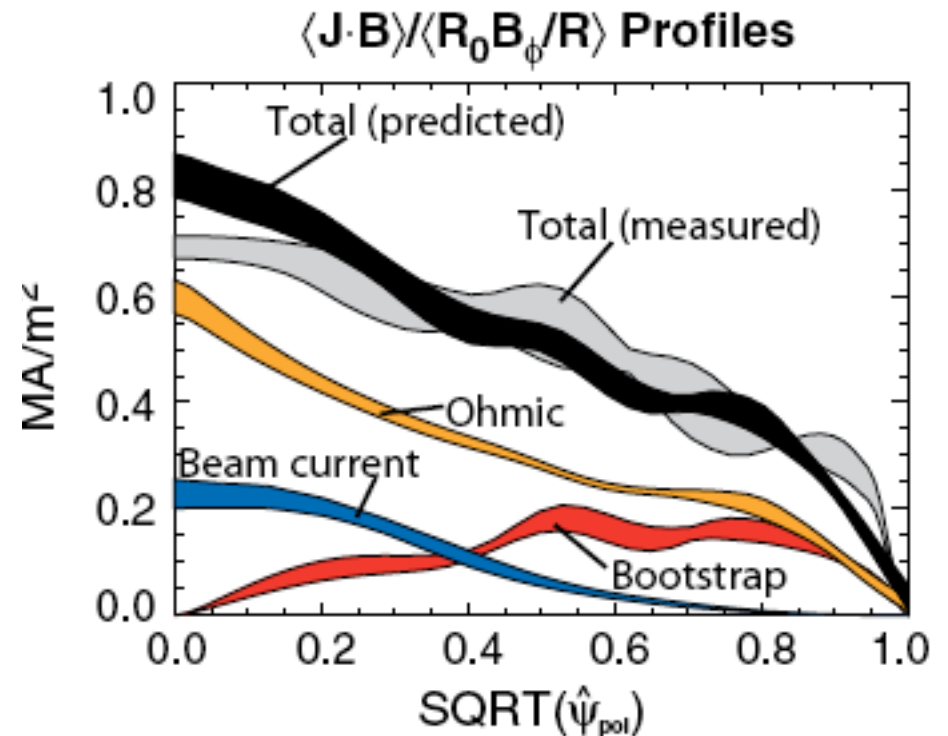 ⟨J·B⟩/⟨R₀Bϕ/R⟩ Profiles
1.0
Total (predicted)
0.8
Total (measured)
0.6
MA/m²
0.4
Ohmic
Beam current
0.2
Bootstrap
0.0
0.0 0.2 0.4 0.6 0.8 1.0
SQRT(ψ̂pol)